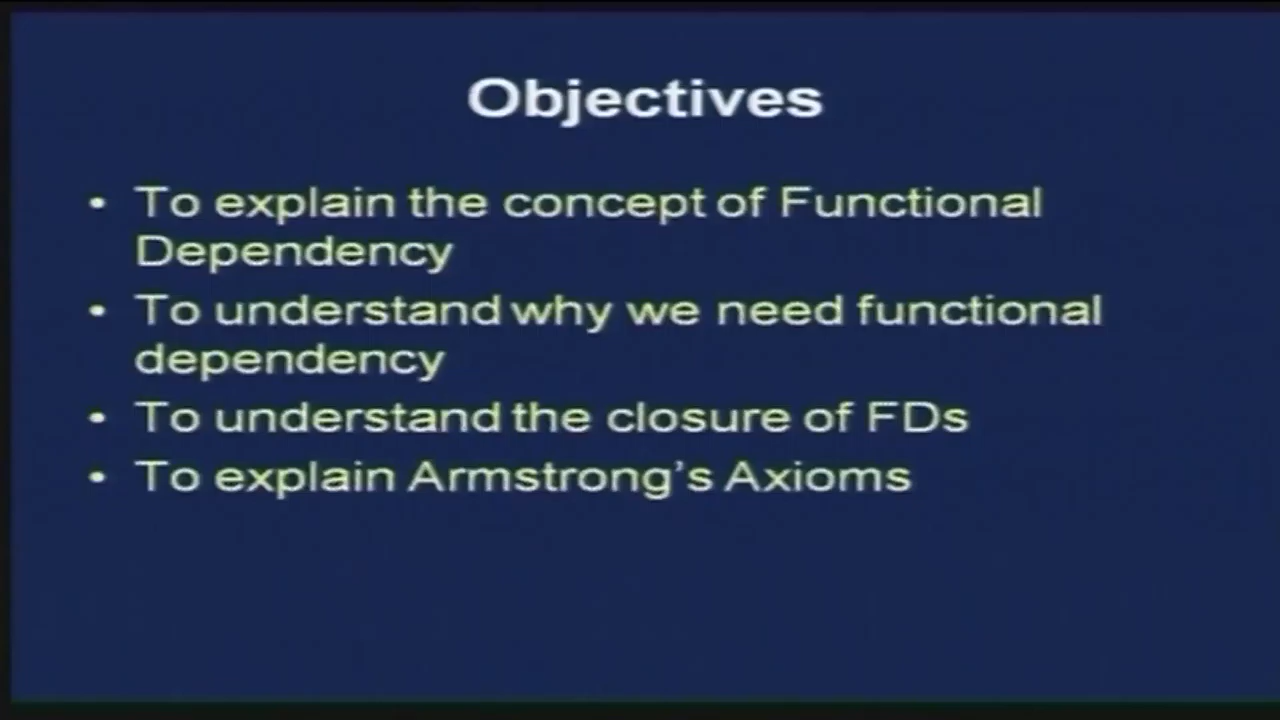 Objectives
• To explain the concept of Functional
Dependency
• To understand why we need functional
dependency
• To understand the closure of FDs
• To explain Armstrong's Axioms